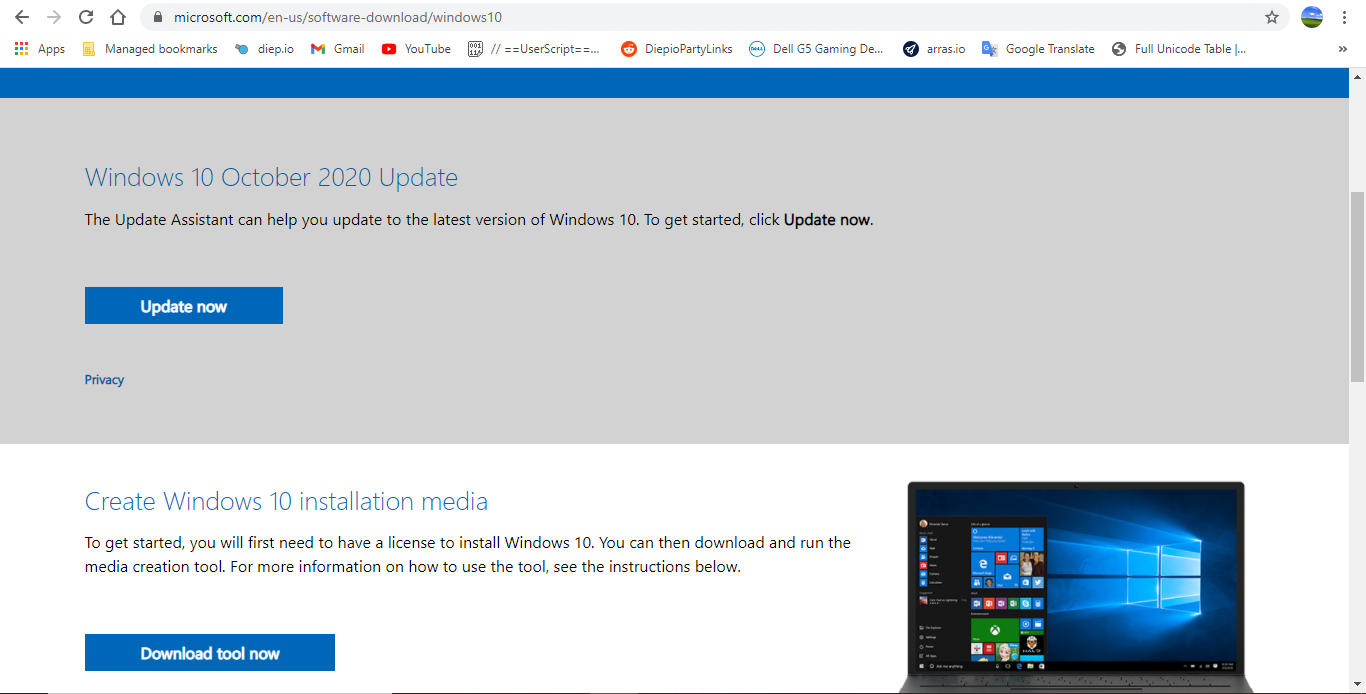 microsoft.com/en-us/software-download/windows10
Apps Managed bookmarks diep.io Gmail YouTube // ==UserScript==... DiepioPartyLinks Dell G5 Gaming De... arras.io Google Translate Full Unicode Table |... »
Windows 10 October 2020 Update
The Update Assistant can help you update to the latest version of Windows 10. To get started, click Update now.
Update now
Privacy
Create Windows 10 installation media
To get started, you will first need to have a license to install Windows 10. You can then download and run the
media creation tool. For more information on how to use the tool, see the instructions below.
Download tool now